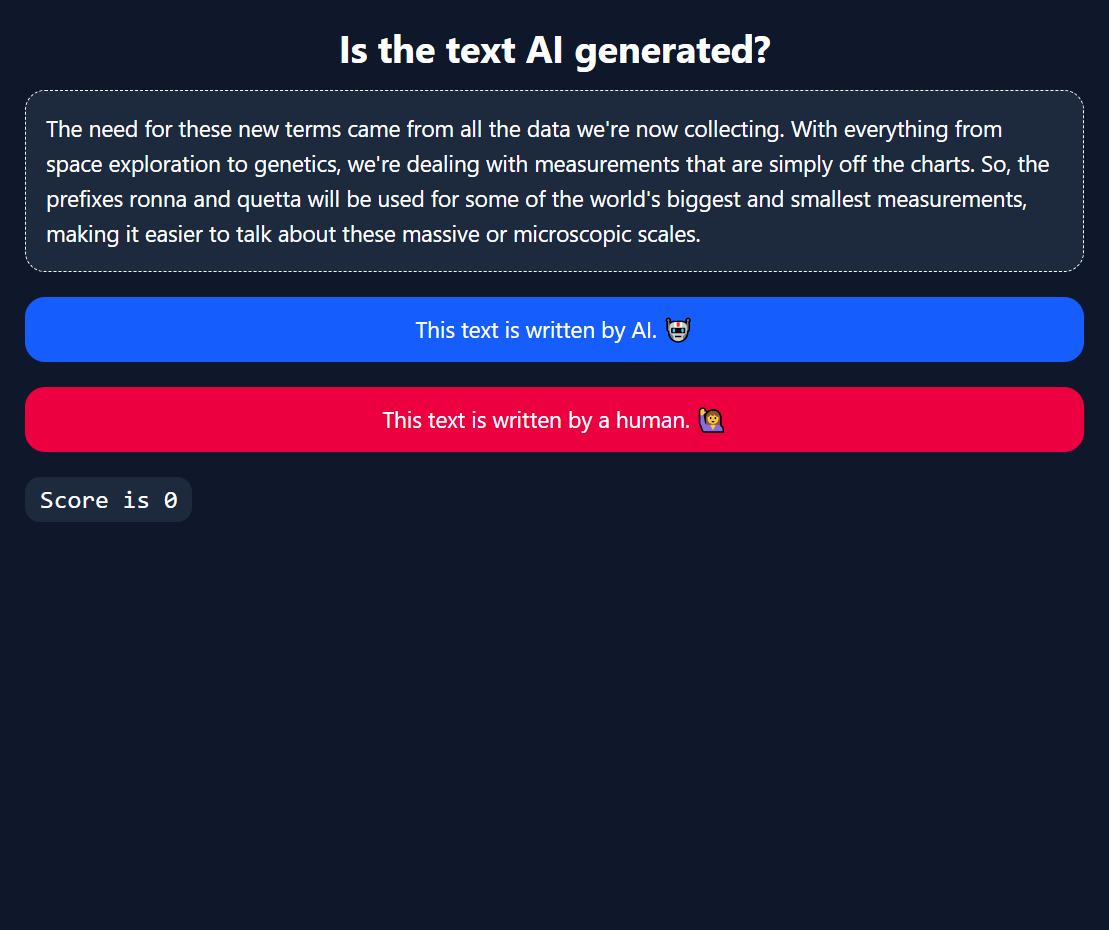 Is the text AI generated?
The need for these new terms came from all the data we're now collecting. With everything from
space exploration to genetics, we're dealing with measurements that are simply off the charts. So, the
prefixes ronna and quetta will be used for some of the world's biggest and smallest measurements,
making it easier to talk about these massive or microscopic scales.
This text is written by AI. 🤖
This text is written by a human. 🙋
Score is 0